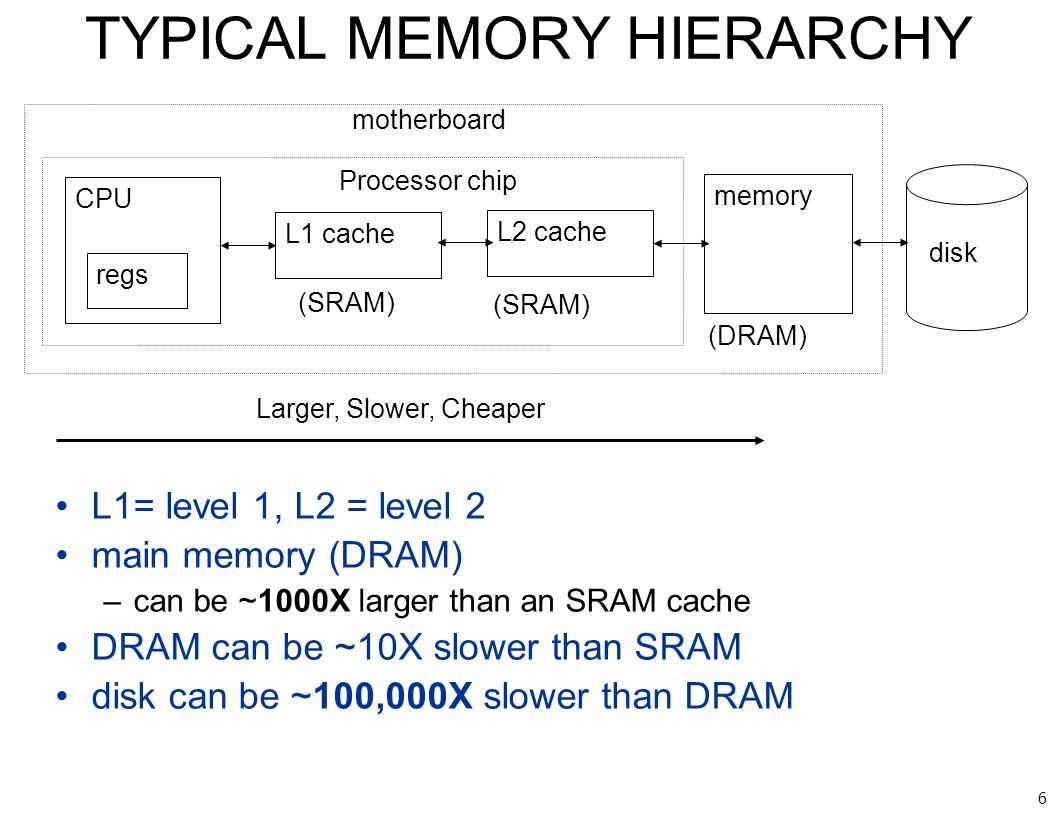 TYPICAL MEMORY HIERARCHY
motherboard
Processor chip
CPU
regs
L1 cache
(SRAM)
L2 cache
(SRAM)
memory
(DRAM)
disk
Larger, Slower, Cheaper
• L1= level 1, L2 = level 2
• main memory (DRAM)
– can be ~1000X larger than an SRAM cache
• DRAM can be ~10X slower than SRAM
• disk can be ~100,000X slower than DRAM
6